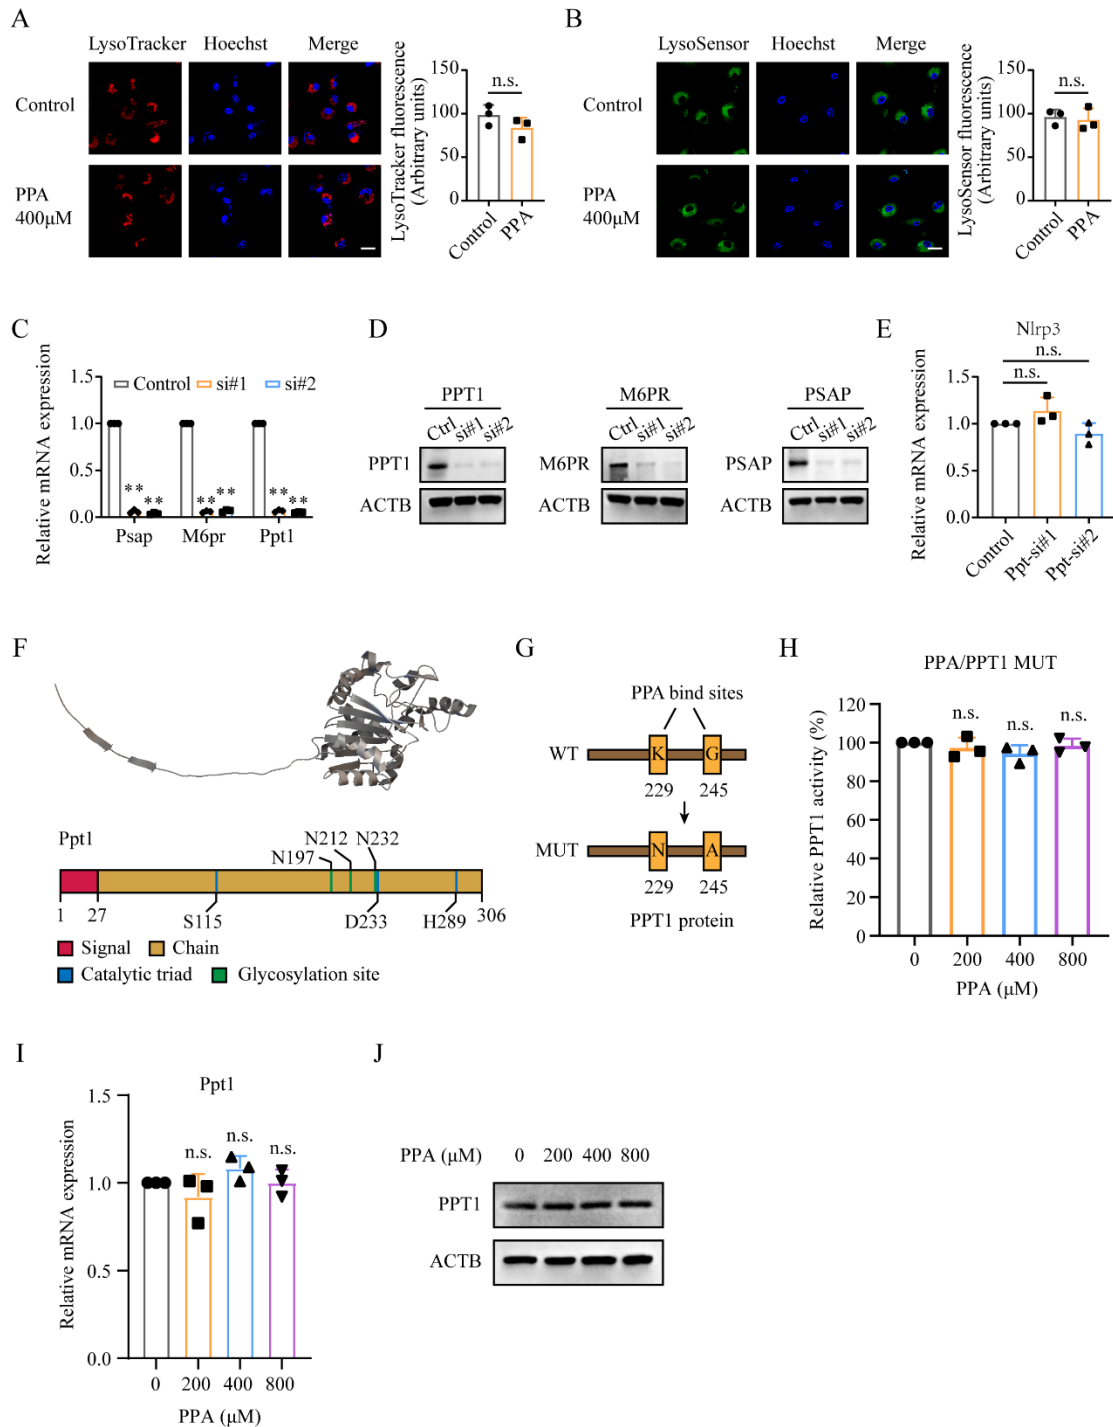 A
LysoTracker Hoechst Merge
Control
PPA
400μM
LysoTracker fluorescence
(Arbitrary units)
150
100
50
0
n.s.
Control PPA
B
LysoSensor Hoechst Merge
Control
PPA
400μM
LysoSensor fluorescence
(Arbitrary units)
150
100
50
0
n.s.
Control PPA
C
Relative mRNA expression
Control si#1 si#2
1.5
1.0
0.5
0.0
** ** ** ** ** **
Psap M6pr Ppt1
D
PPT1
Ctrl si#1 si#2
PPT1
ACTB
M6PR
Ctrl si#1 si#2
M6PR
ACTB
PSAP
Ctrl si#1 si#2
PSAP
ACTB
E
Nlrp3
Relative mRNA expression
1.5
1.0
0.5
0.0
n.s.
n.s.
Control Ppt-si#1 Ppt-si#2
F
Ppt1
N197 N212 N232
1 27 S115 D233 H289 306
Signal Chain
Catalytic triad Glycosylation site
G
PPA bind sites
WT K G
229 245
MUT N A
229 245
PPT1 protein
H
PPA/PPT1 MUT
Relative PPT1 activity (%)
120
100
80
60
40
20
0
n.s. n.s. n.s.
0 200 400 800
PPA (μM)
I
Ppt1
Relative mRNA expression
1.5
1.0
0.5
0.0
n.s. n.s. n.s.
0 200 400 800
PPA (μM)
J
PPA (μM) 0 200 400 800
PPT1
ACTB